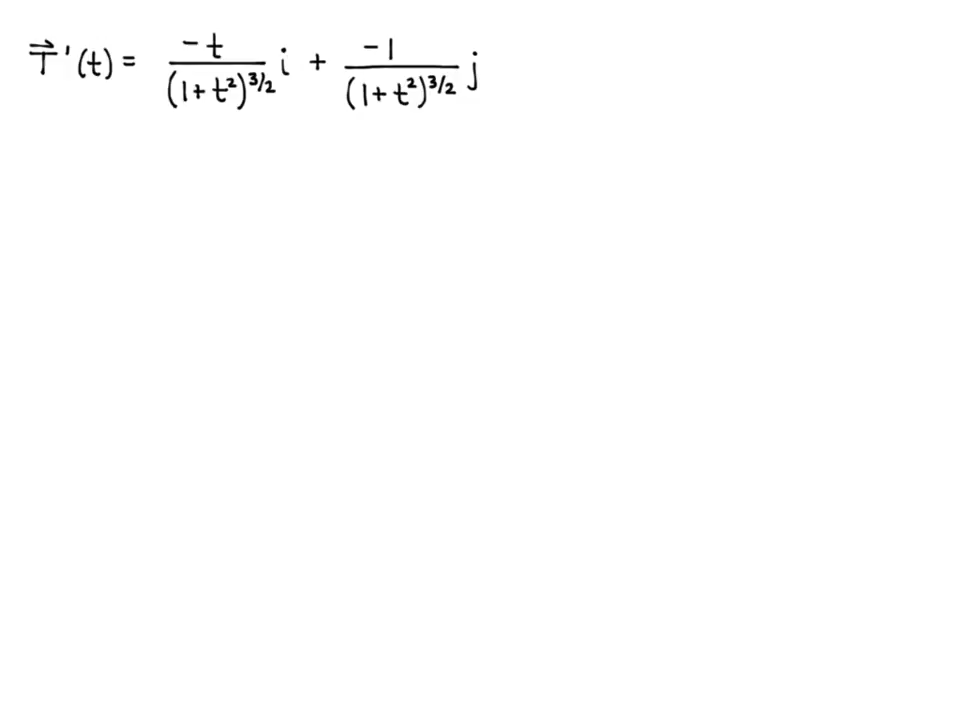 T⃗'(t) = -t/(1+t²)^3/2 i + -1/(1+t²)^3/2 j